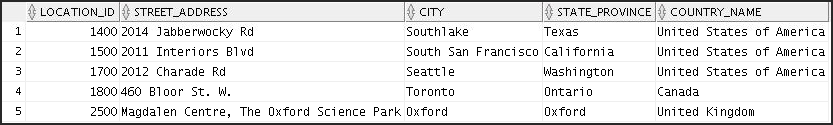 LOCATION_ID STREET_ADDRESS CITY STATE_PROVINCE COUNTRY_NAME
1 1400 2014 Jabberwocky Rd Southlake Texas United States of America
2 1500 2011 Interiors Blvd South San Francisco California United States of America
3 1700 2012 Charade Rd Seattle Washington United States of America
4 1800 460 Bloor St. W. Toronto Ontario Canada
5 2500 Magdalen Centre, The Oxford Science Park Oxford Oxford United Kingdom